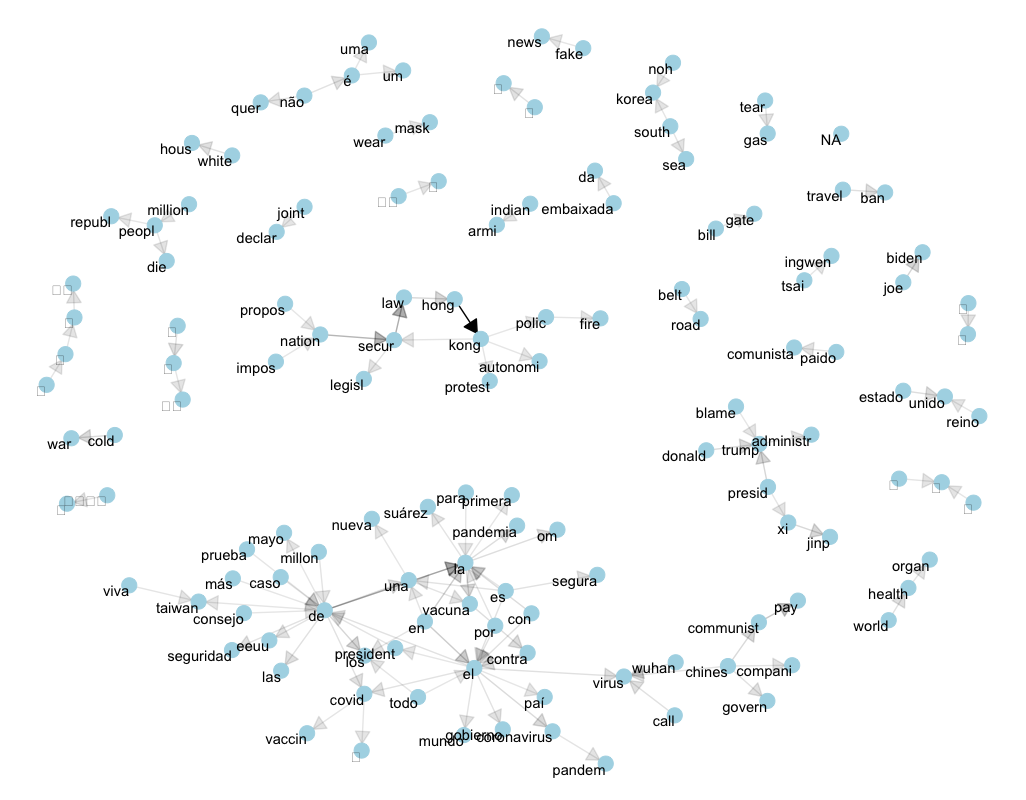 uma
news
fake
é
um
noh
quer
não
korea
tear
mask
wear
south
gas
NA
hous
white
sea
da
travel
ban
republ
million
peopl
joint
indian
embaixada
declar
armi
bill
gate
die
ingwen
biden
tsai
joe
propos
law
hong
belt
nation
secur
kong
polic
fire
road
impos
legisl
protest
autonomi
comunista
paido
estado
unido
reino
blame
war
cold
donald
trump
administr
presid
xi
jinp
para
primera
suárez
nueva
pandemia
om
mayo
prueba
millon
la
organ
viva
más
caso
una
es
segura
health
taiwan
consejo
de
vacuna
en
por
con
pay
world
communist
seguridad
eeuu
president
los
contra
las
el
virus
wuhan
chines
compani
covid
todo
paí
govern
call
vaccin
mundo
gobierno
coronavirus
pandem